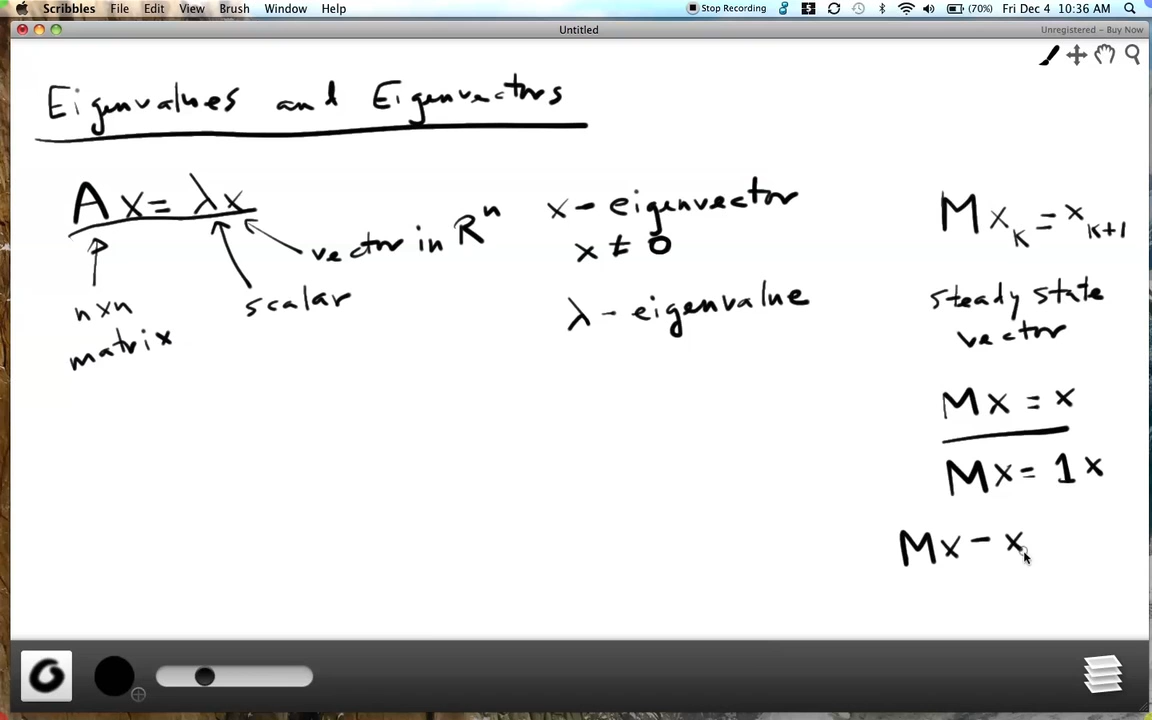 Scribbles File Edit View Brush Window Help Stop Recording (70%) Fri Dec 4 10:36 AM
Untitled Unregistered - Buy Now
Eigenvalues and Eigenvectors
Ax = λx
n×n
matrix
scalar
vector in Rⁿ
x - eigenvector
x ≠ 0
λ - eigenvalue
M x_K = x_K+1
steady state
vector
Mx = x
Mx = 1x
Mx - x